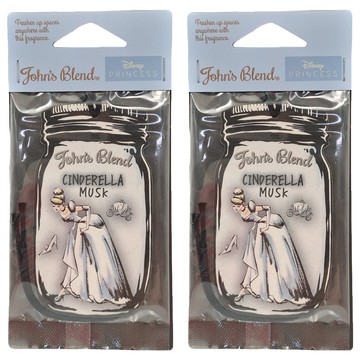 Freshen up spaces
anywhere with
this fragrance.
John's Blend
Disney
PRINCESS
John's Blend
CINDERELLA
MUSK
Freshen up spaces
anywhere with
this fragrance.
John's Blend
Disney
PRINCESS
John's Blend
CINDERELLA
MUSK